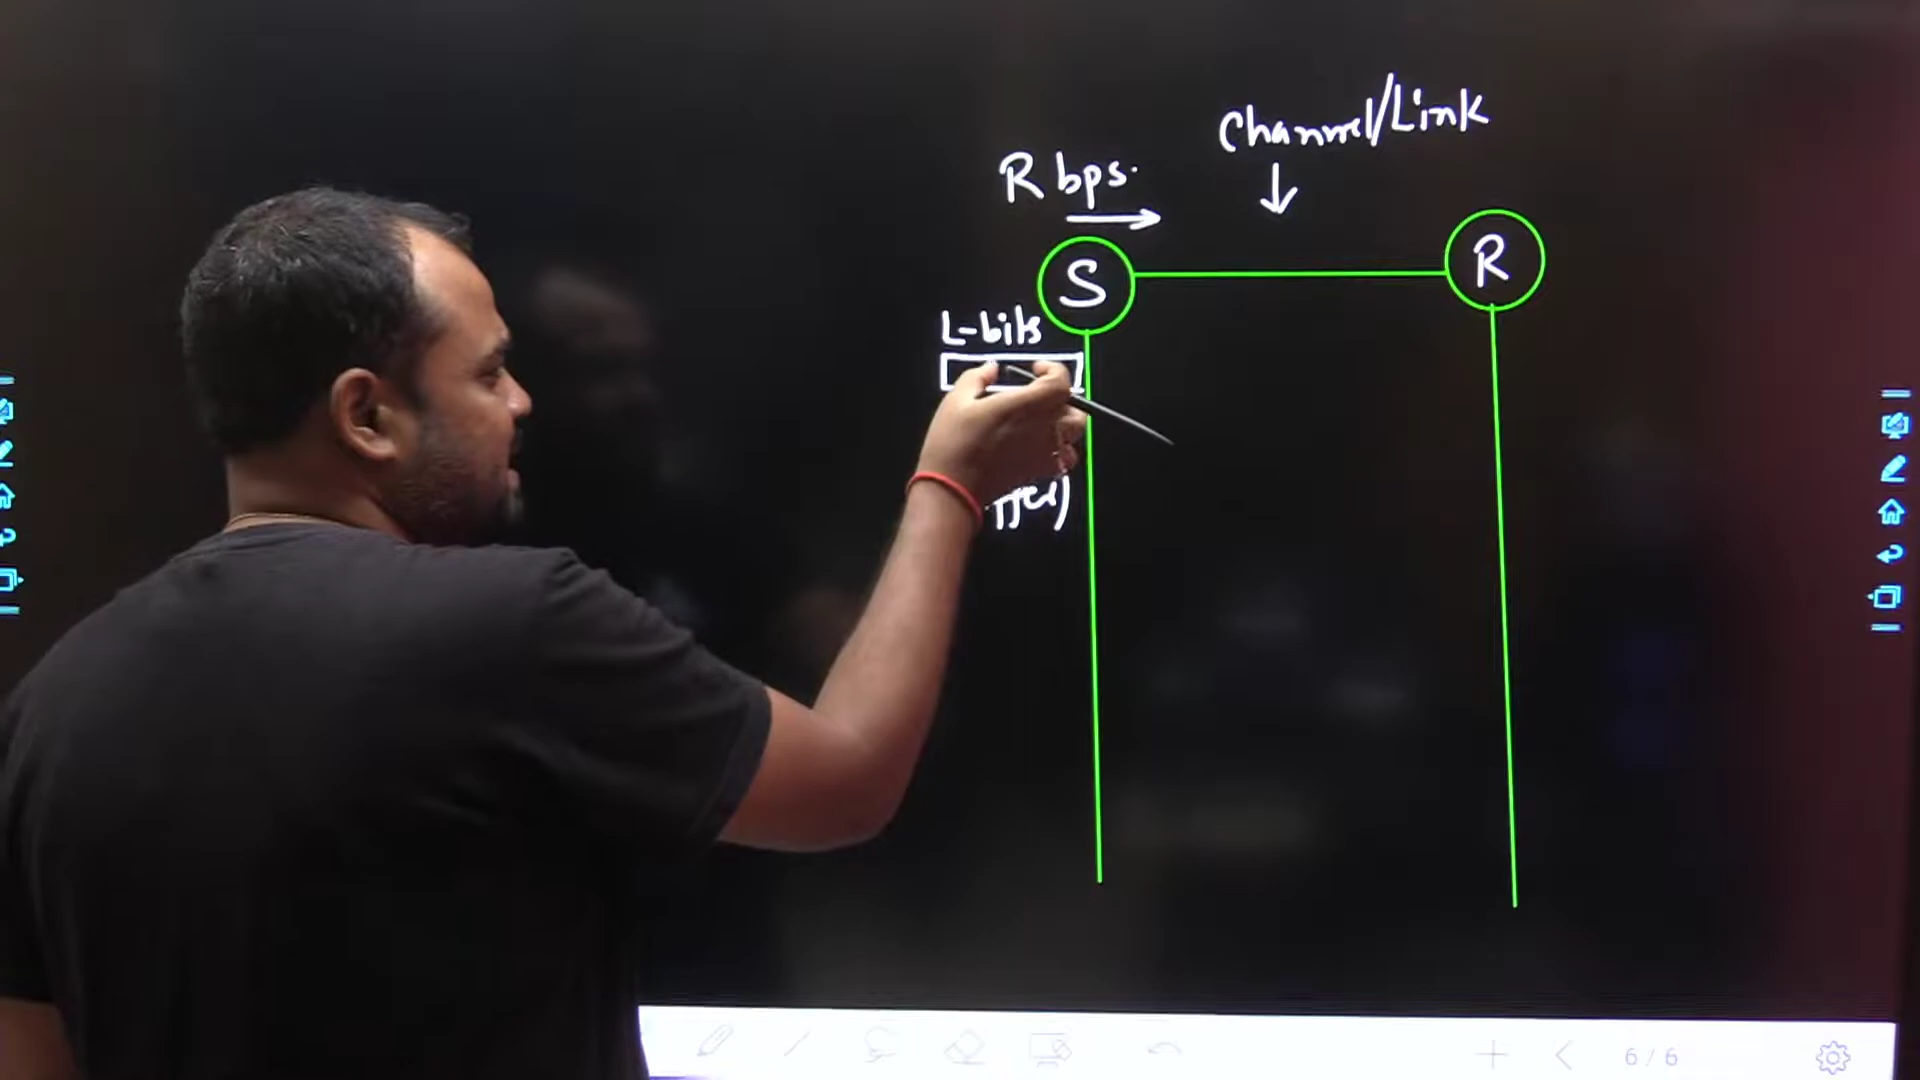 Channel/Link
R bps.
S
R
L-bits
6 / 6